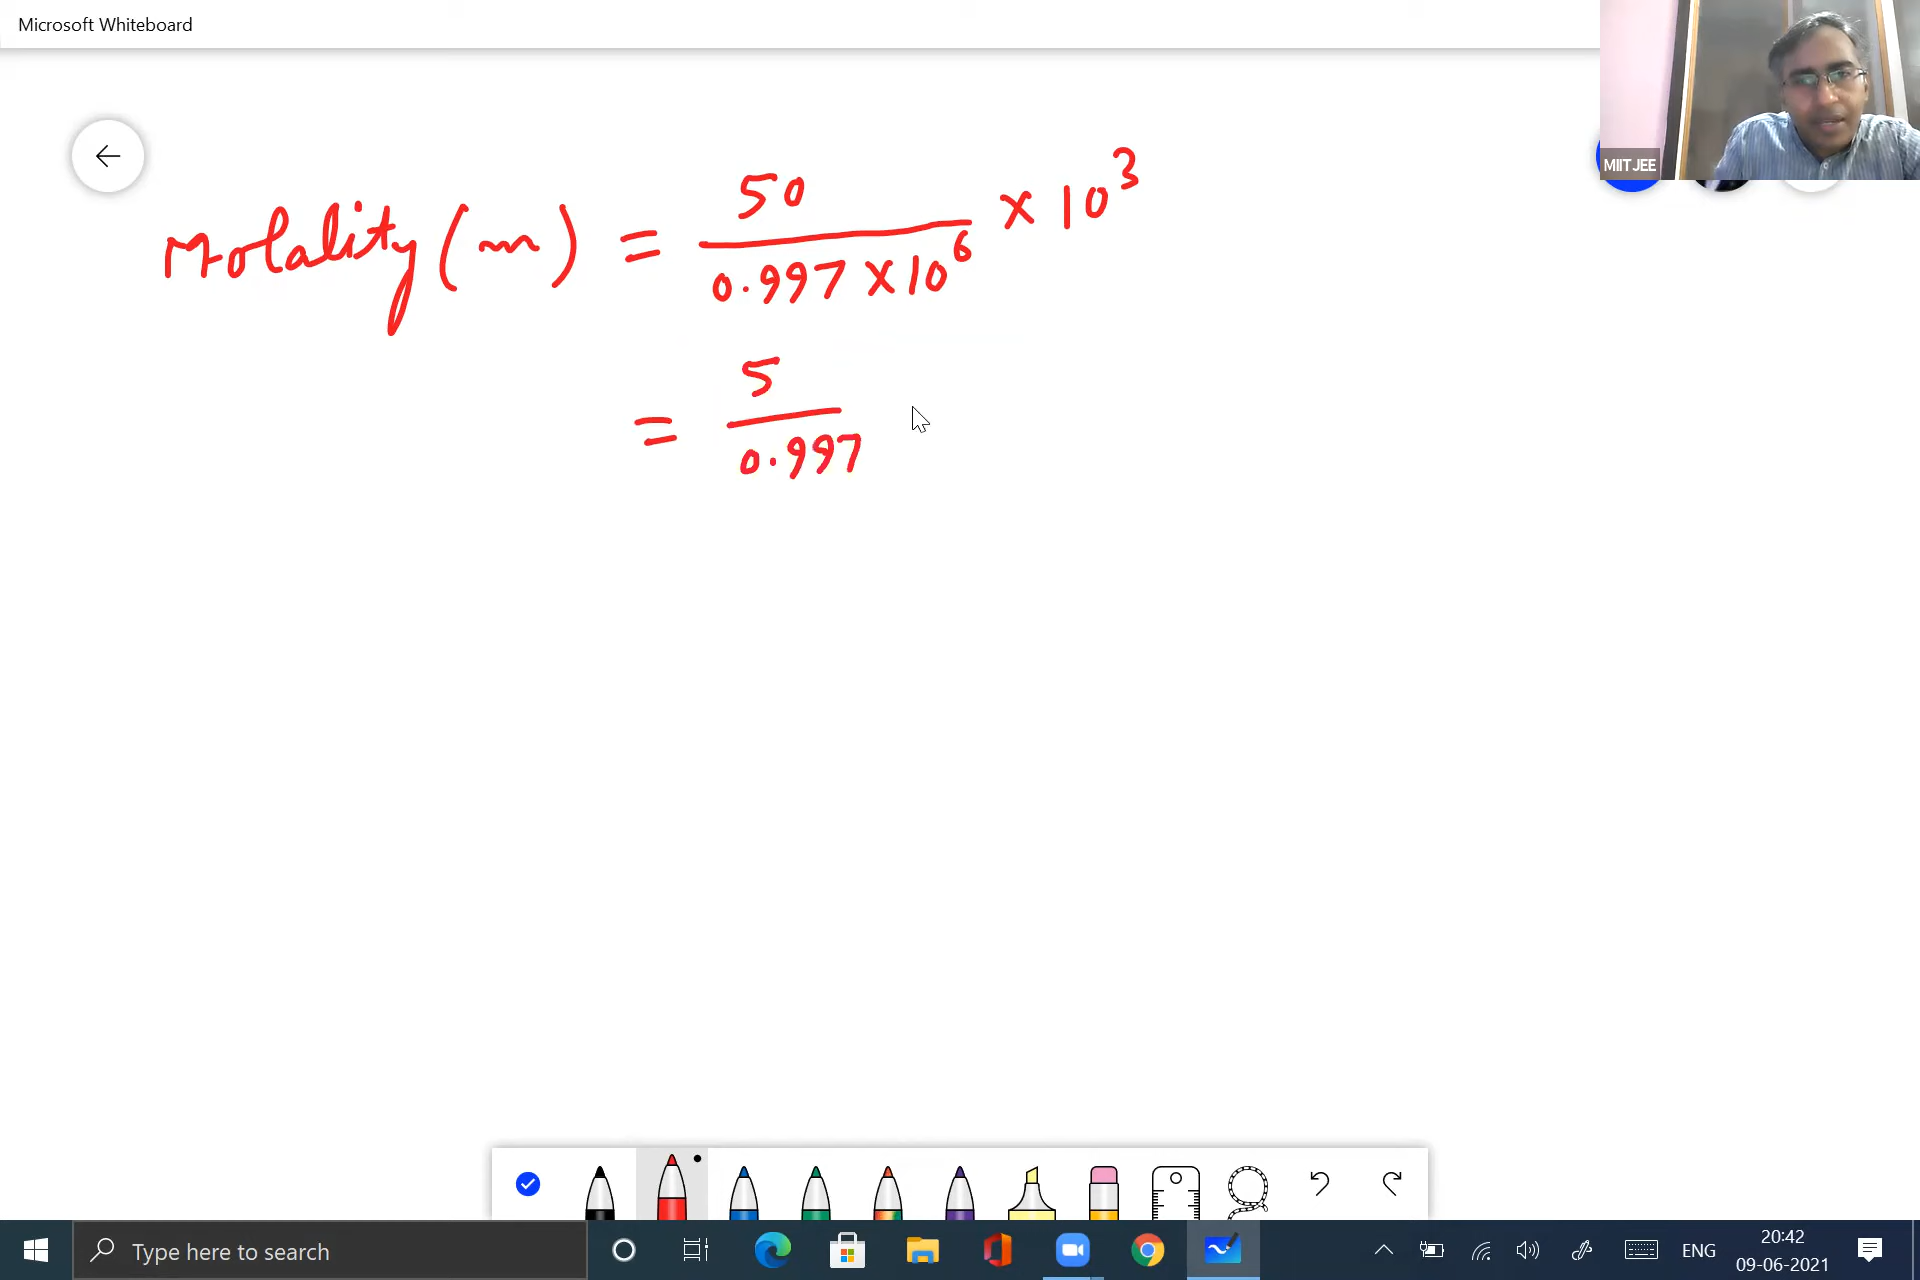 Microsoft Whiteboard
MIIT JEE
Molality (m) = 50 / 0.997 × 10^6 × 10^3
= 5 / 0.997
Type here to search
ENG
20:42
09-06-2021